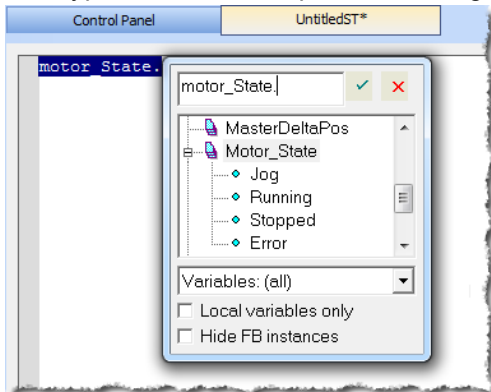 Control Panel
UntitledST*
motor_State.
motor_State.
MasterDeltaPos
Motor_State
Jog
Running
Stopped
Error
Variables: (all)
Local variables only
Hide FB instances